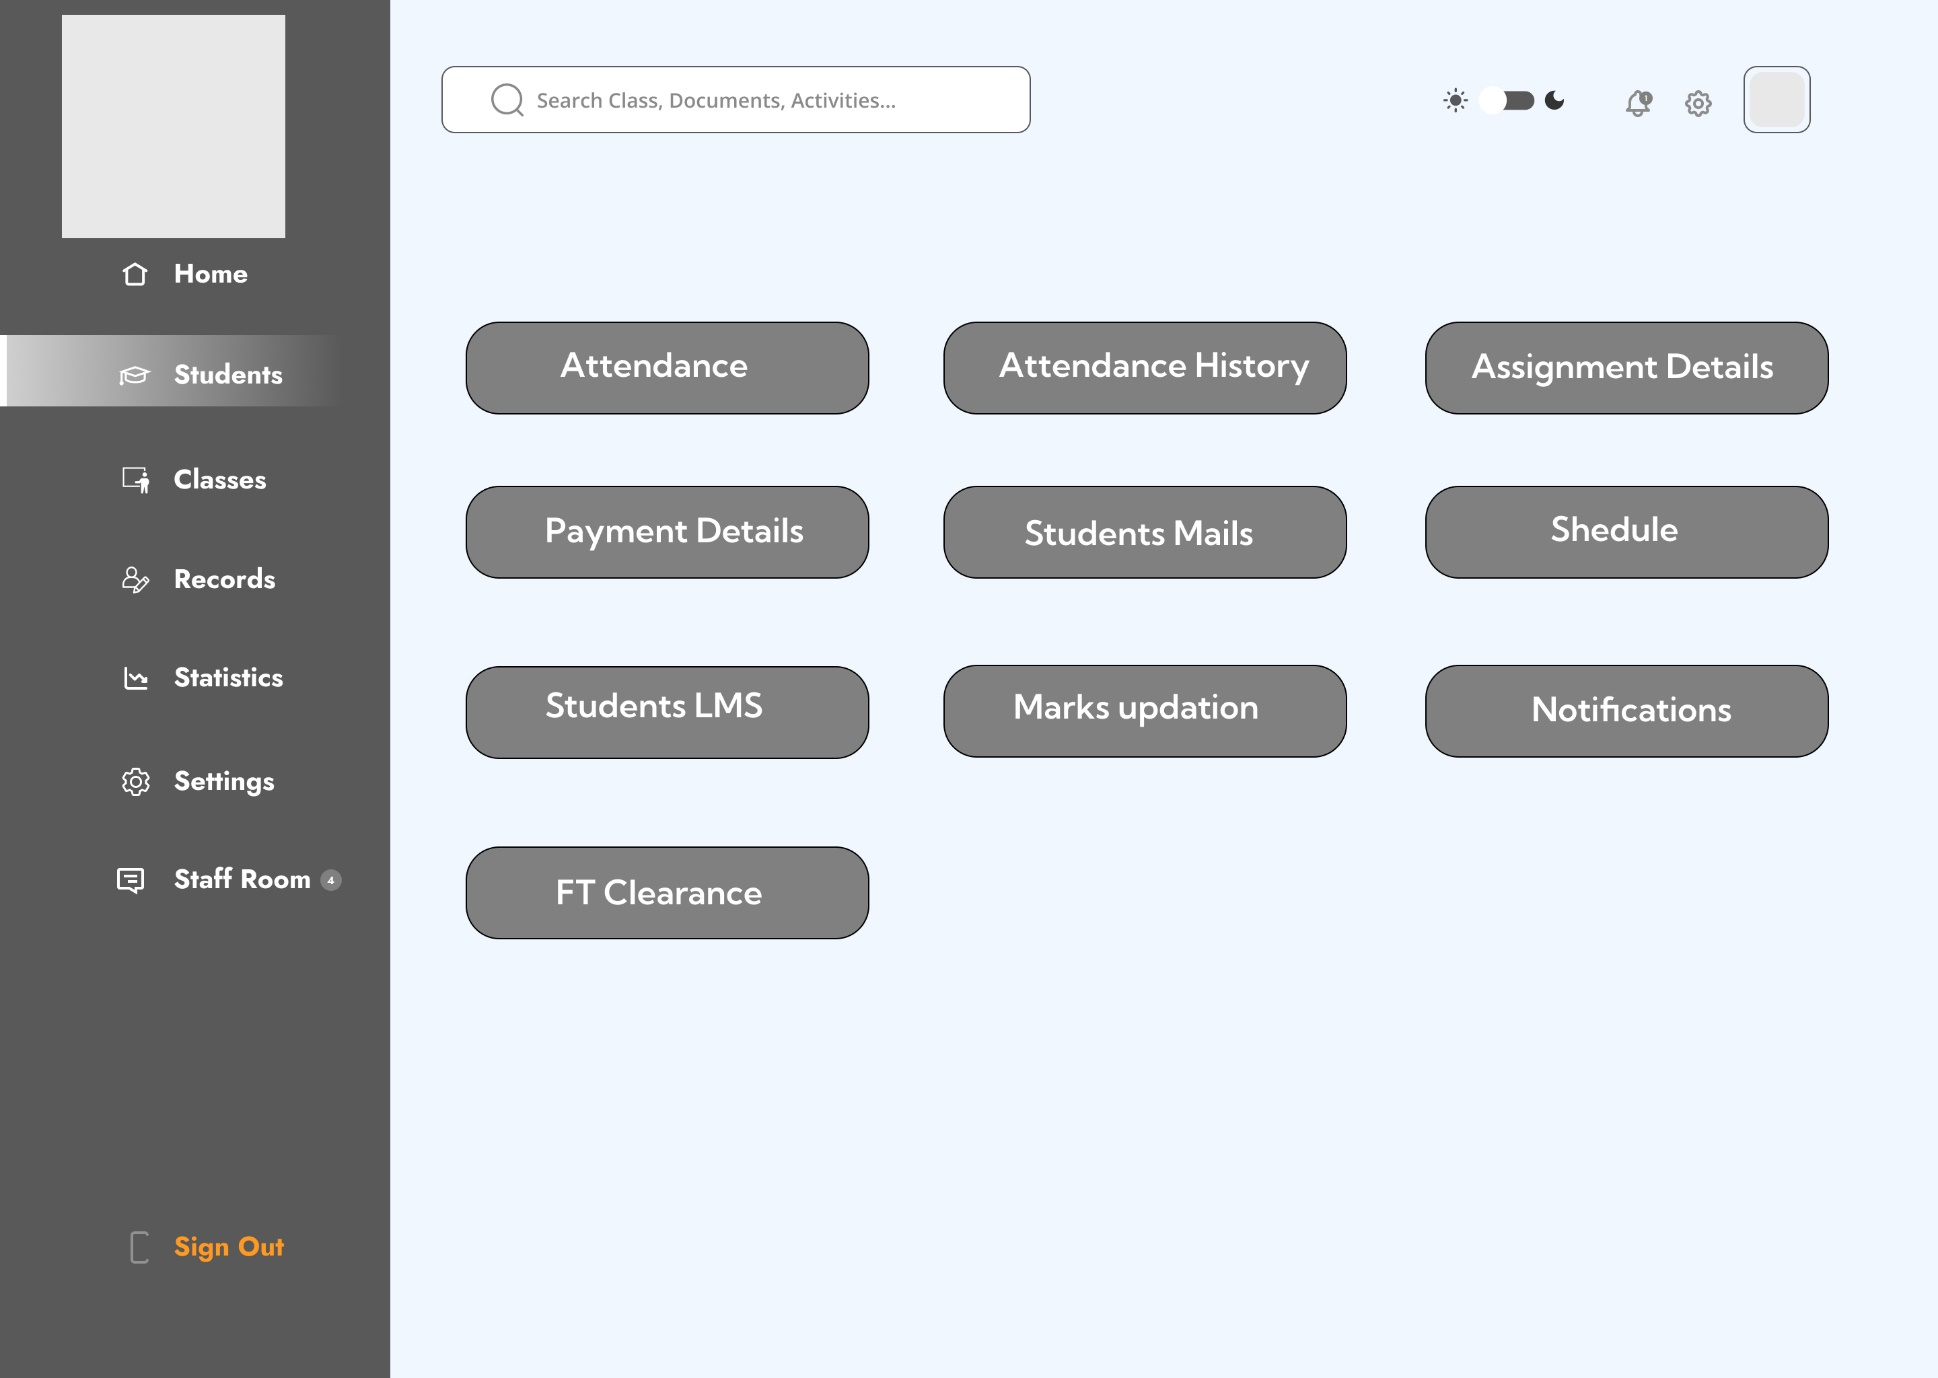 Search Class, Documents, Activities...
1
Home
Students
Classes
Records
Statistics
Settings
Staff Room 4
Sign Out
Attendance
Attendance History
Assignment Details
Payment Details
Students Mails
Shedule
Students LMS
Marks updation
Notifications
FT Clearance